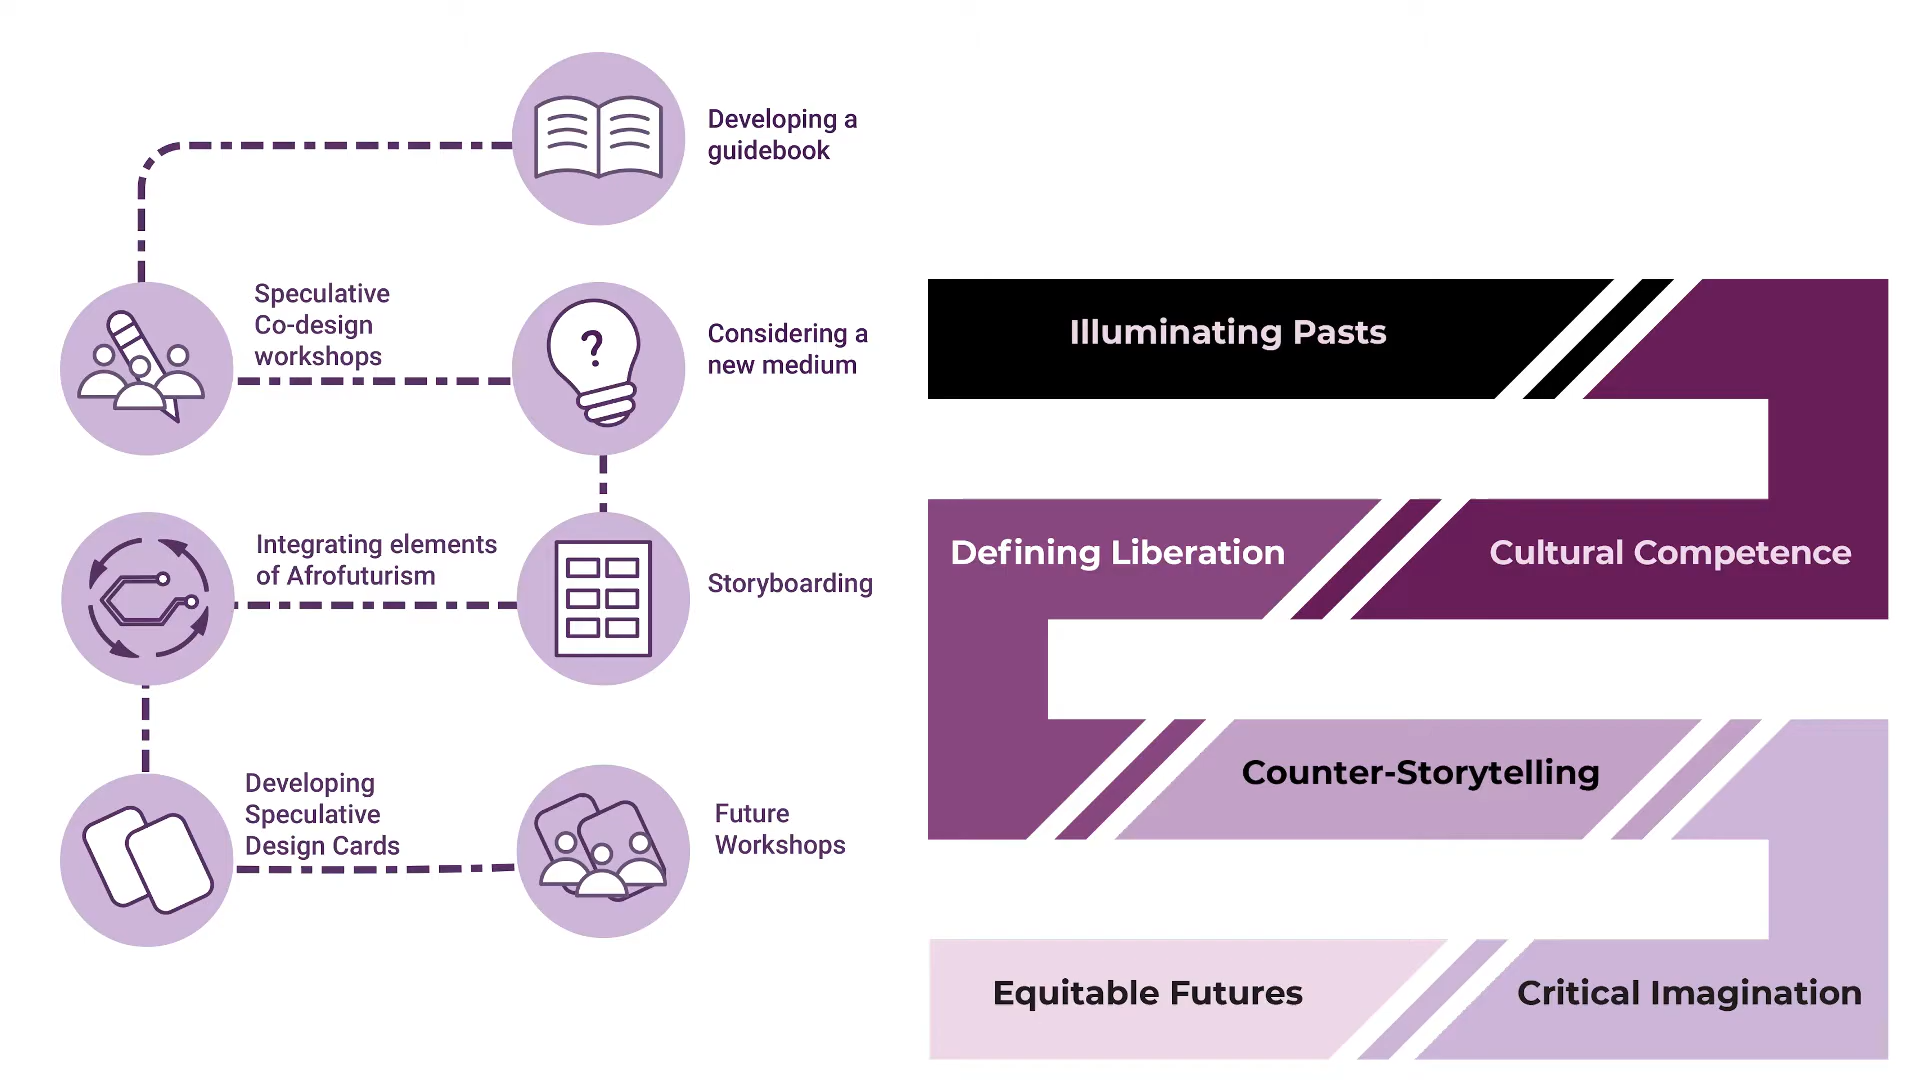 Developing a
guidebook
Speculative
Co-design
workshops
Considering a
new medium
?
Integrating elements
of Afrofuturism
Storyboarding
Developing
Speculative
Design Cards
Future
Workshops
Illuminating Pasts
Defining Liberation
Cultural Competence
Counter-Storytelling
Equitable Futures
Critical Imagination